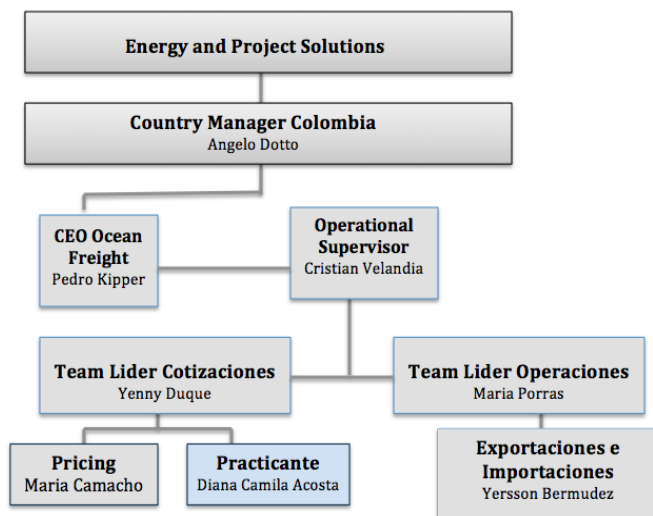 Energy and Project Solutions
Country Manager Colombia
Angelo Dotto
CEO Ocean
Freight
Pedro Kipper
Operational
Supervisor
Cristian Velandia
Team Lider Cotizaciones
Yenny Duque
Team Lider Operaciones
Maria Porras
Pricing
Maria Camacho
Practicante
Diana Camila Acosta
Exportaciones e
Importaciones
Yersson Bermudez